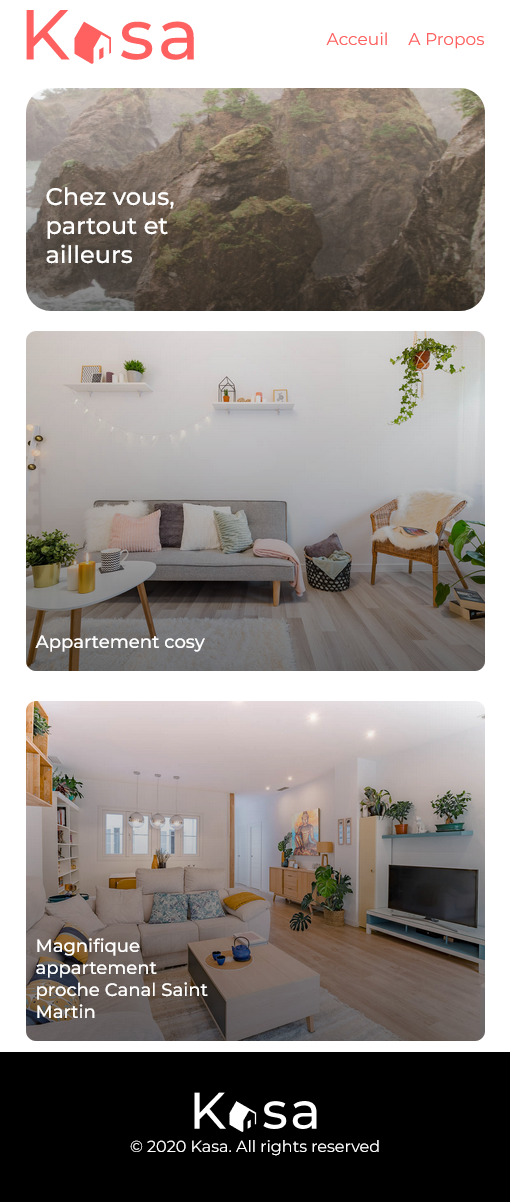 Kasa
Acceuil
A Propos
Chez vous,
partout et
ailleurs
Appartement cosy
Magnifique
appartement
proche Canal Saint
Martin
Kasa
© 2020 Kasa. All rights reserved